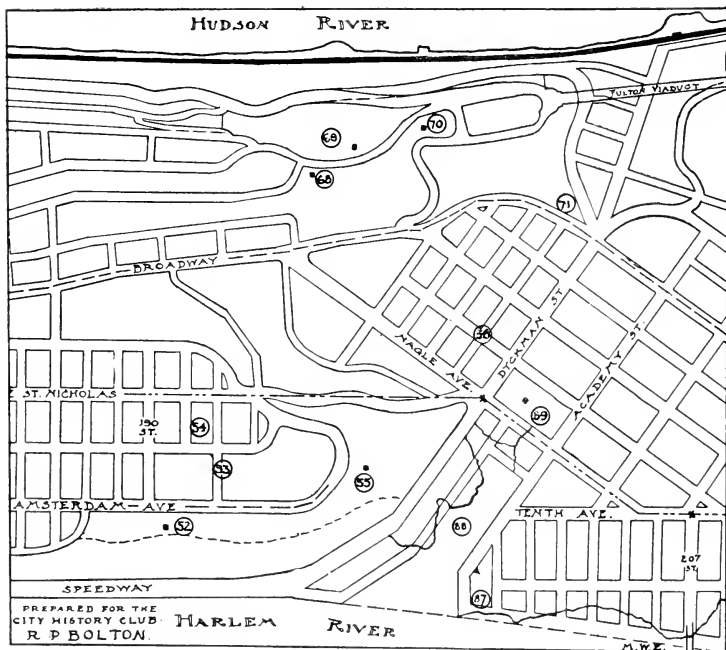 HUDSON RIVER
FULTON VIADUCT
68
70
68
71
BROADWAY
NAGLE AVE.
DYCKMAN ST
ACADEMY ST
E ST. NICHOLAS
69
190
ST.
54
53
55
AMSTERDAM-AVE
52
88
TENTH AVE.
207
ST.
87
SPEEDWAY
PREPARED FOR THE
CITY HISTORY CLUB
R P BOLTON.
HARLEM RIVER
M.W.E.